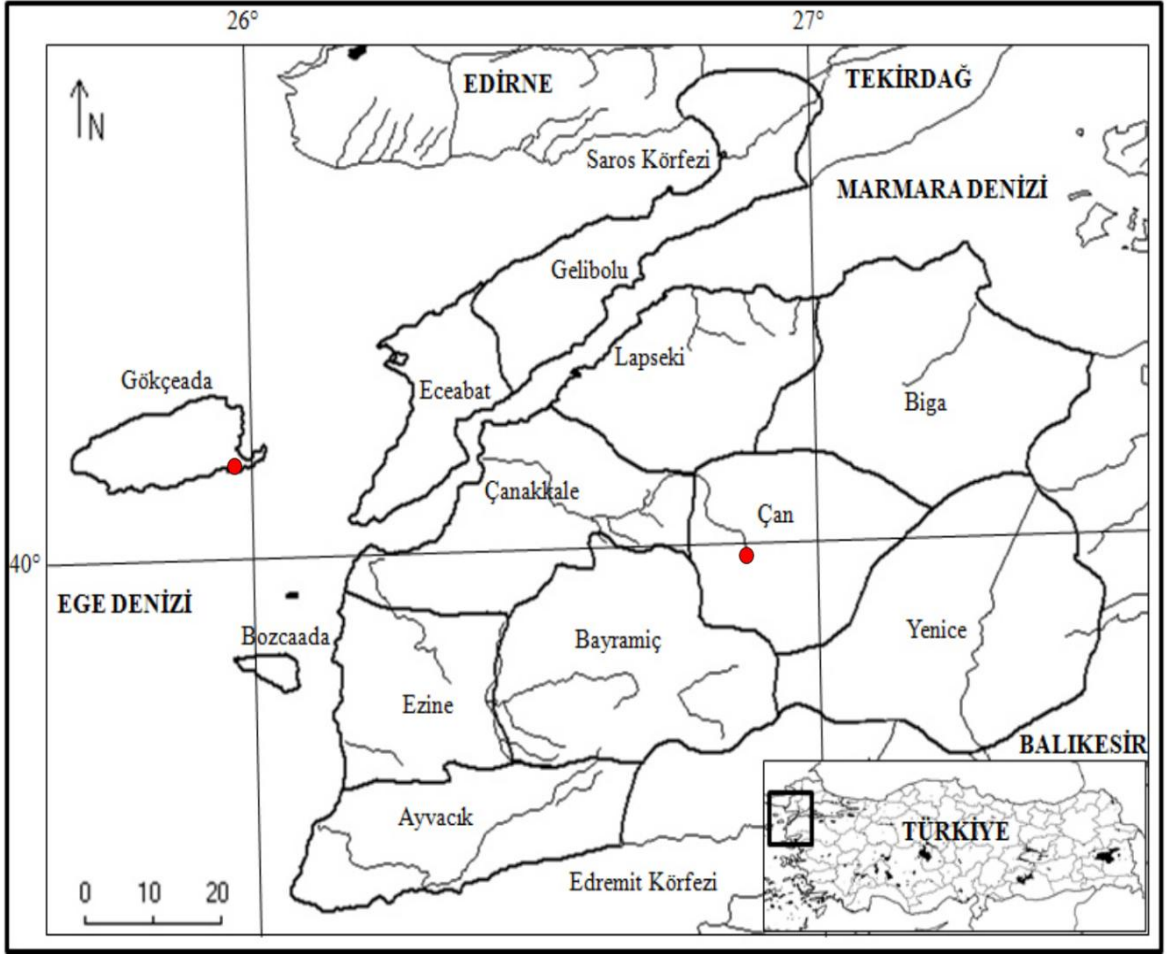 26°
27°
EDİRNE
TEKİRDAĞ
N
Saros Körfezi
MARMARA DENİZİ
Gelibolu
Lapseki
Gökçeada
Eceabat
Biga
Çanakkale
Çan
40°
EGE DENİZİ
Bozcaada
Bayramiç
Yenice
Ezine
BALIKESİR
Ayvacık
TÜRKİYE
Edremit Körfezi
0 10 20